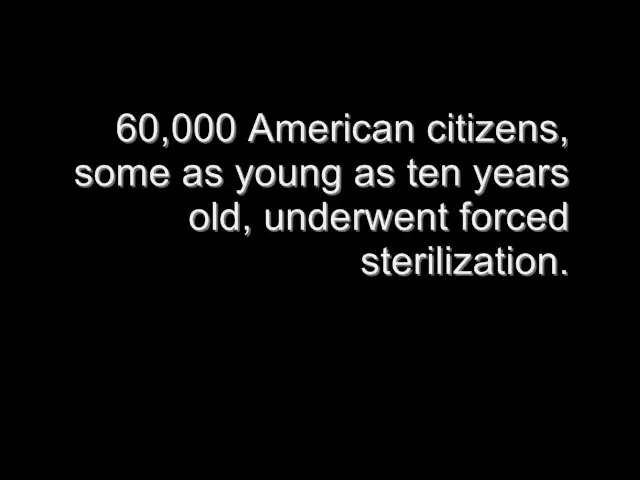 60,000 American citizens,
some as young as ten years
old, underwent forced
sterilization.